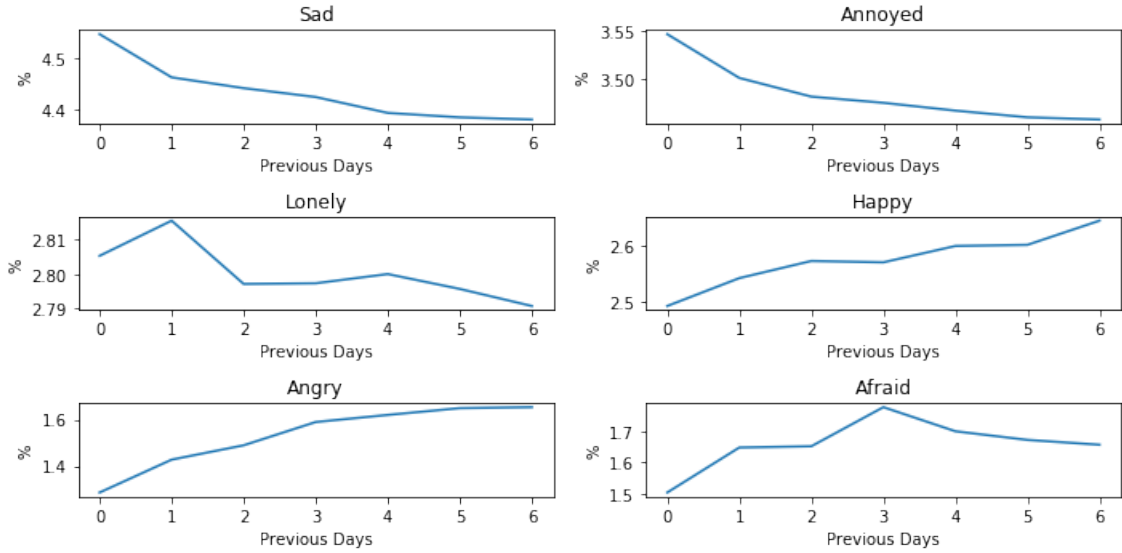 Sad
4.5
4.4
%
0 1 2 3 4 5 6
Previous Days
Annoyed
3.55
3.50
%
0 1 2 3 4 5 6
Previous Days
Lonely
2.81
2.80
2.79
%
0 1 2 3 4 5 6
Previous Days
Happy
2.6
2.5
%
0 1 2 3 4 5 6
Previous Days
Angry
1.6
1.4
%
0 1 2 3 4 5 6
Previous Days
Afraid
1.7
1.6
1.5
%
0 1 2 3 4 5 6
Previous Days